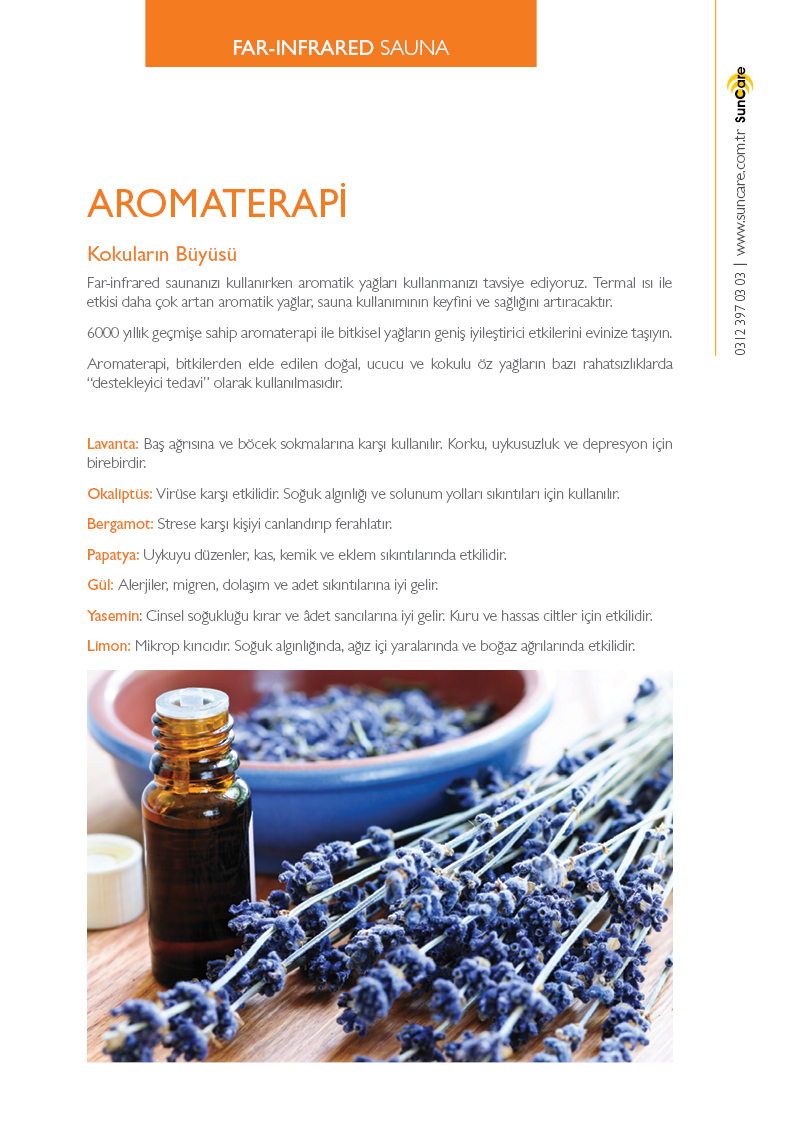 FAR-INFRARED SAUNA
AROMATERAPİ
Kokuların Büyüsü
Far-infrared saunanızı kullanırken aromatik yağları kullanmanızı tavsiye ediyoruz. Termal ısı ile
etkisi daha çok artan aromatik yağlar, sauna kullanımının keyfini ve sağlığını artıracaktır.
6000 yıllık geçmişe sahip aromaterapi ile bitkisel yağların geniş iyileştirici etkilerini evinize taşıyın.
Aromaterapi, bitkilerden elde edilen doğal, ucucu ve kokulu öz yağların bazı rahatsızlıklarda
“destekleyici tedavi” olarak kullanılmasıdır.
Lavanta: Baş ağrısına ve böcek sokmalarına karşı kullanılır. Korku, uykusuzluk ve depresyon için
birebirdir.
Okaliptüs: Virüse karşı etkilidir. Soğuk algınlığı ve solunum yolları sıkıntıları için kullanılır.
Bergamot: Strese karşı kişiyi canlandırıp ferahlatır.
Papatya: Uykuyu düzenler, kas, kemik ve eklem sıkıntılarında etkilidir.
Gül: Alerjiler, migren, dolaşım ve adet sıkıntılarına iyi gelir.
Yasemin: Cinsel soğukluğu kırar ve âdet sancılarına iyi gelir. Kuru ve hassas ciltler için etkilidir.
Limon: Mikrop kırıcıdır. Soğuk algınlığında, ağız içi yaralarında ve boğaz ağrılarında etkilidir.
0312 397 03 03 | www.suncare.com.tr SunCare